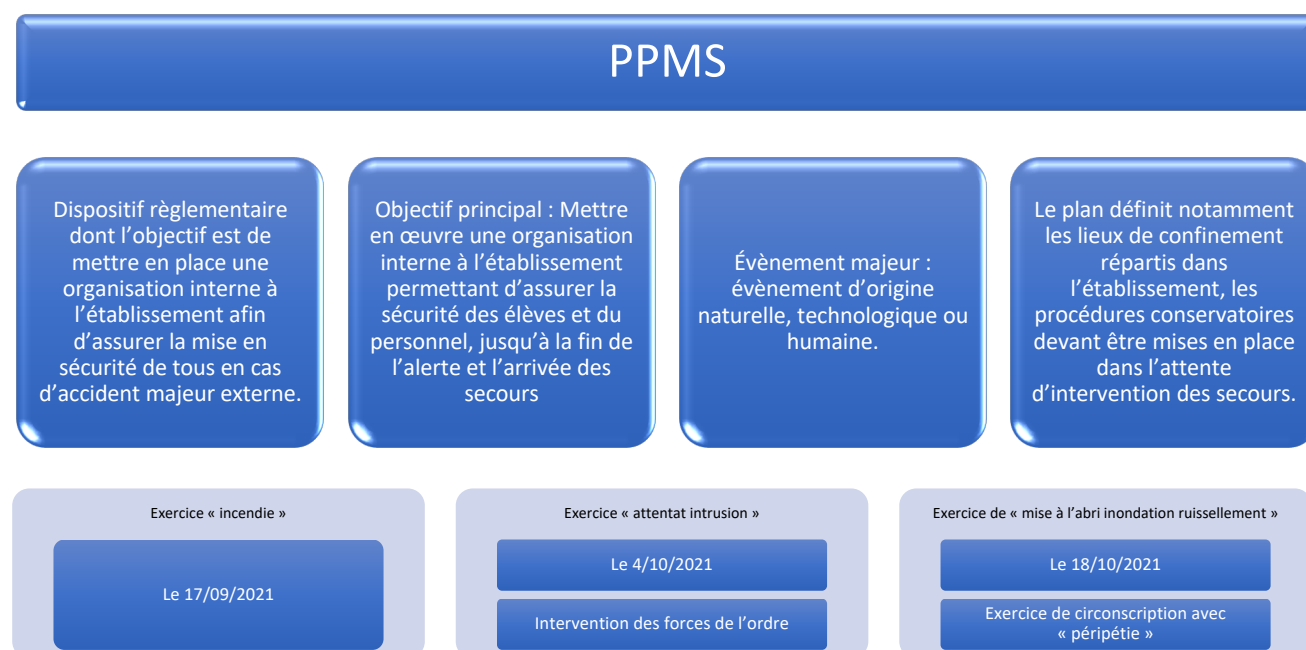 PPMS
Dispositif règlementaire
dont l'objectif est de
mettre en place une
organisation interne à
l'établissement afin
d'assurer la mise en
sécurité de tous en cas
d'accident majeur externe.
Objectif principal : Mettre
en œuvre une organisation
interne à l'établissement
permettant d'assurer la
sécurité des élèves et du
personnel, jusqu'à la fin de
l'alerte et l'arrivée des
secours
Évènement majeur :
évènement d'origine
naturelle, technologique ou
humaine.
Le plan définit notamment
les lieux de confinement
répartis dans
l'établissement, les
procédures conservatoires
devant être mises en place
dans l'attente
d'intervention des secours.
Exercice « incendie »
Le 17/09/2021
Exercice « attentat intrusion »
Le 4/10/2021
Intervention des forces de l'ordre
Exercice de « mise à l'abri inondation ruissellement »
Le 18/10/2021
Exercice de circonscription avec
« péripétie »